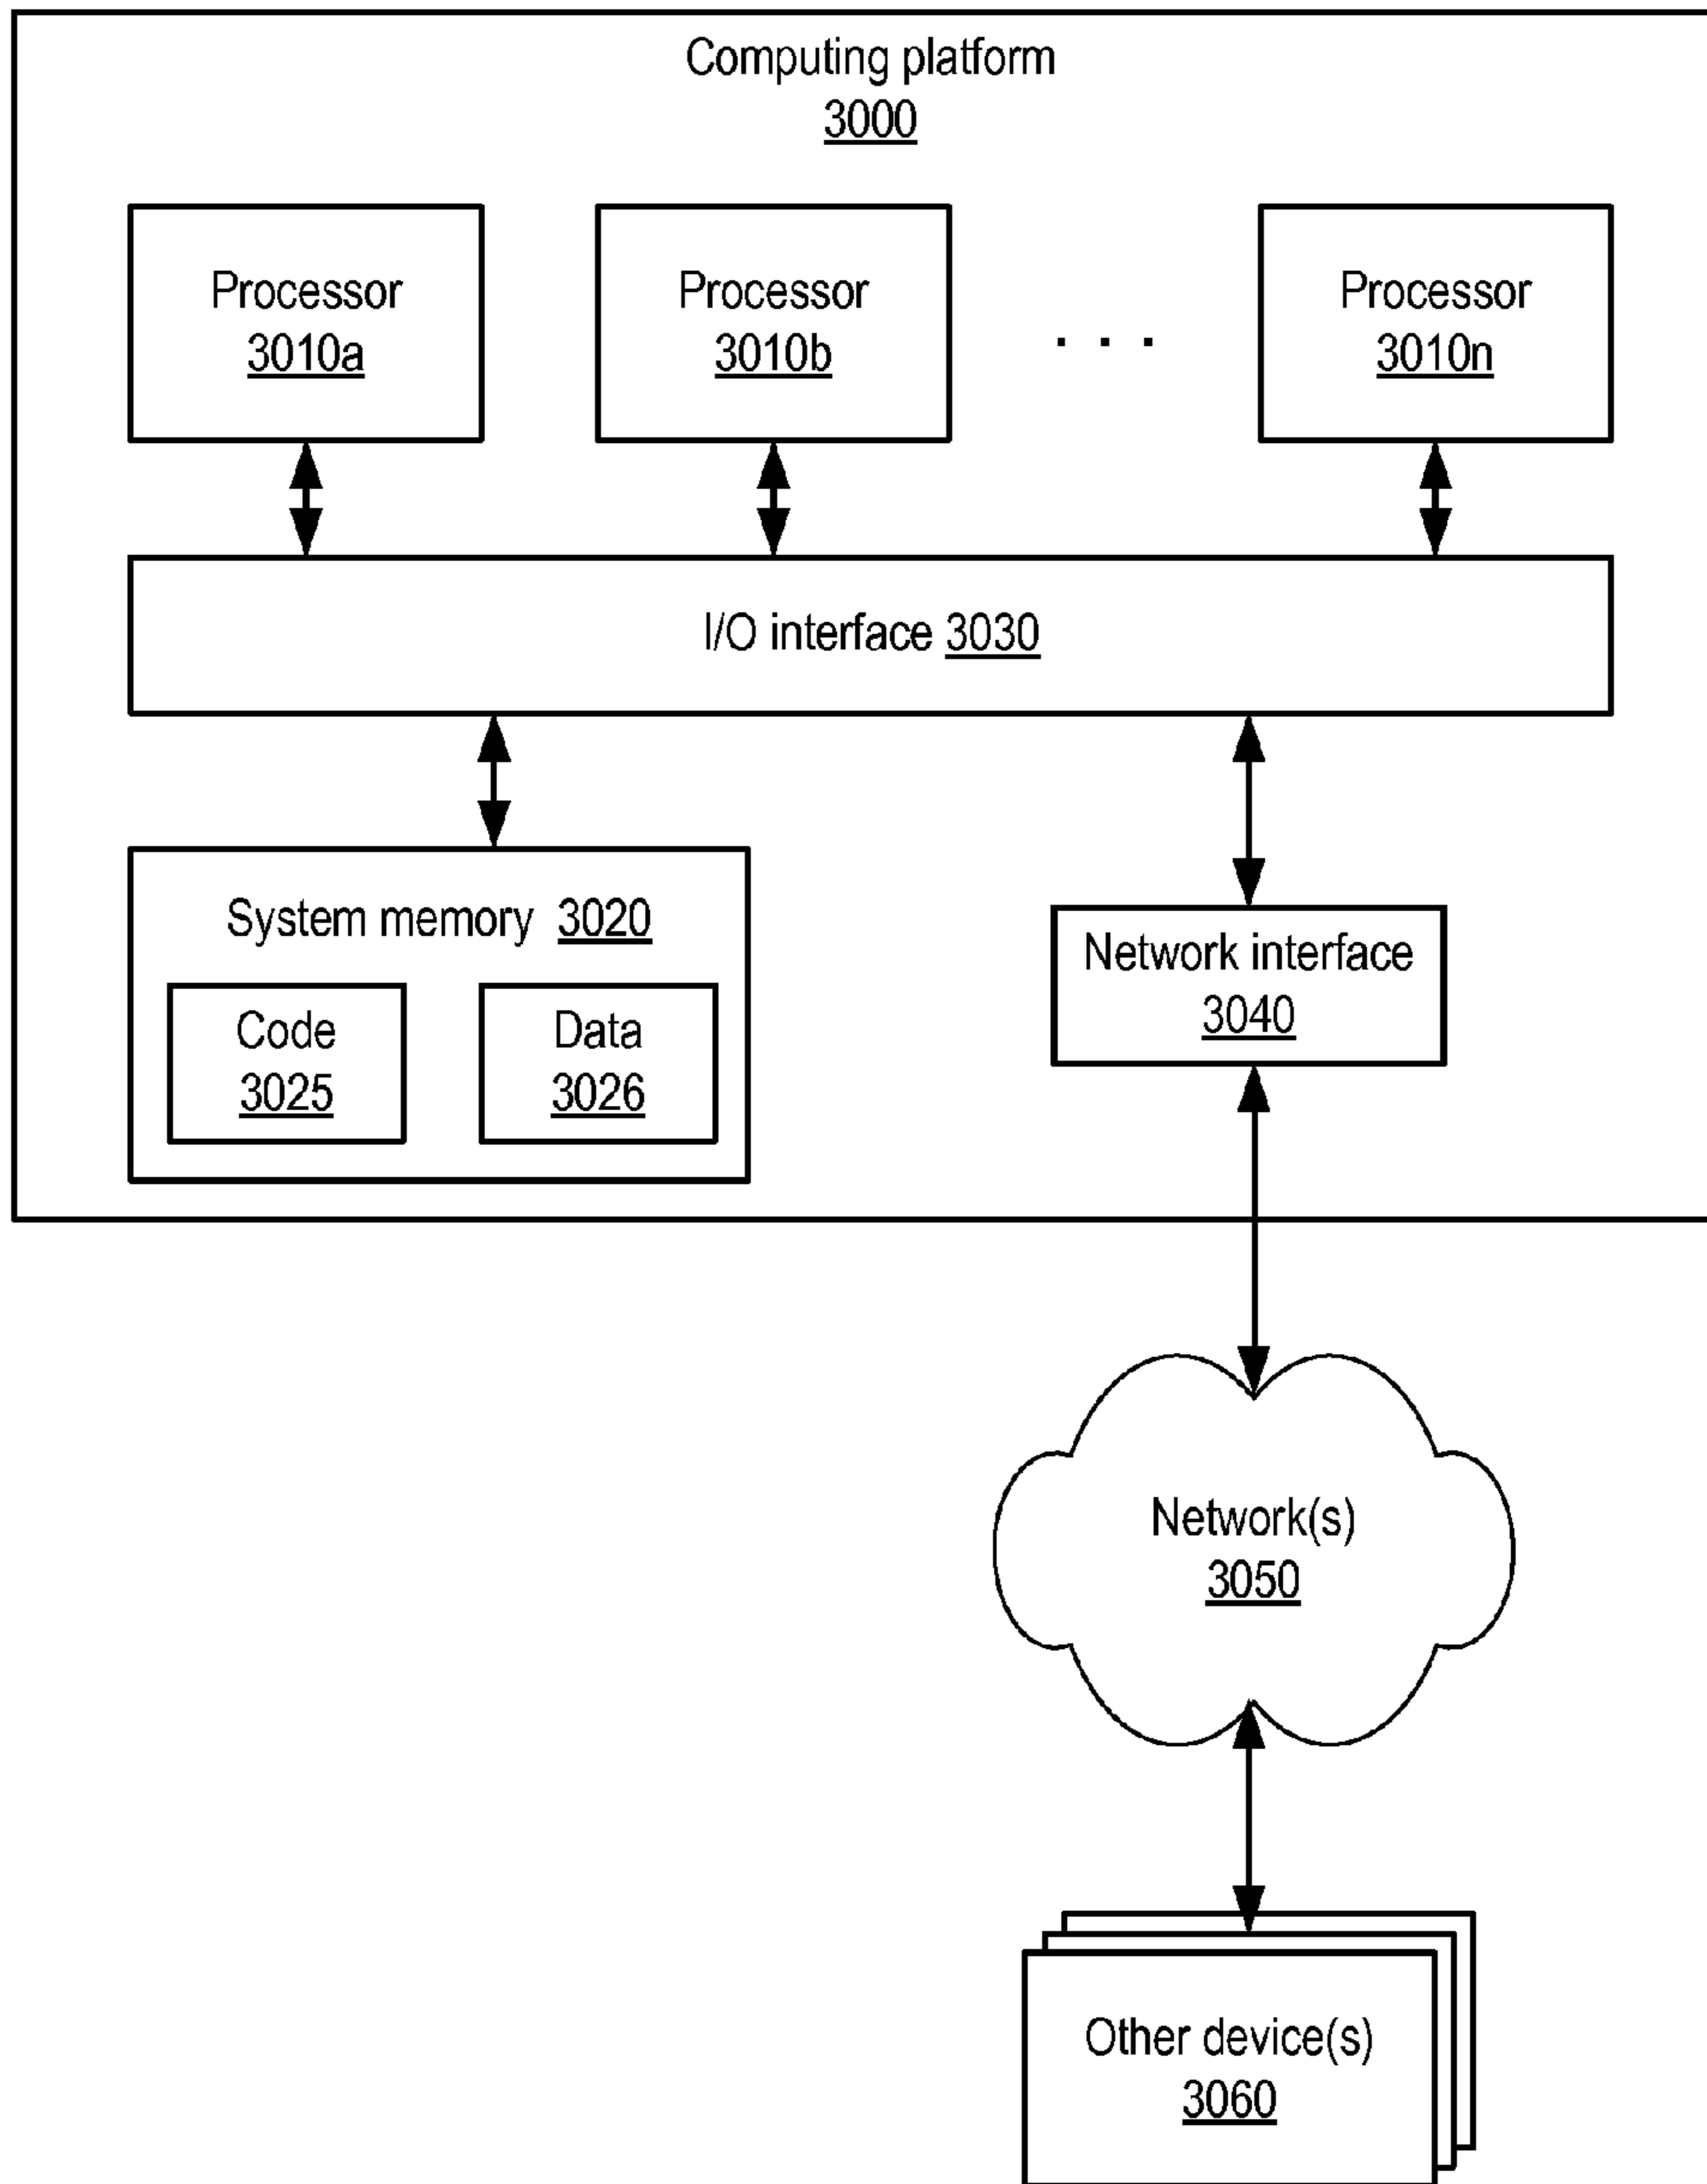 Computing platform
3000
Processor
3010a
Processor
3010b
. . .
Processor
3010n
I/O interface 3030
System memory 3020
Code
3025
Data
3026
Network interface
3040
Network(s)
3050
Other device(s)
3060